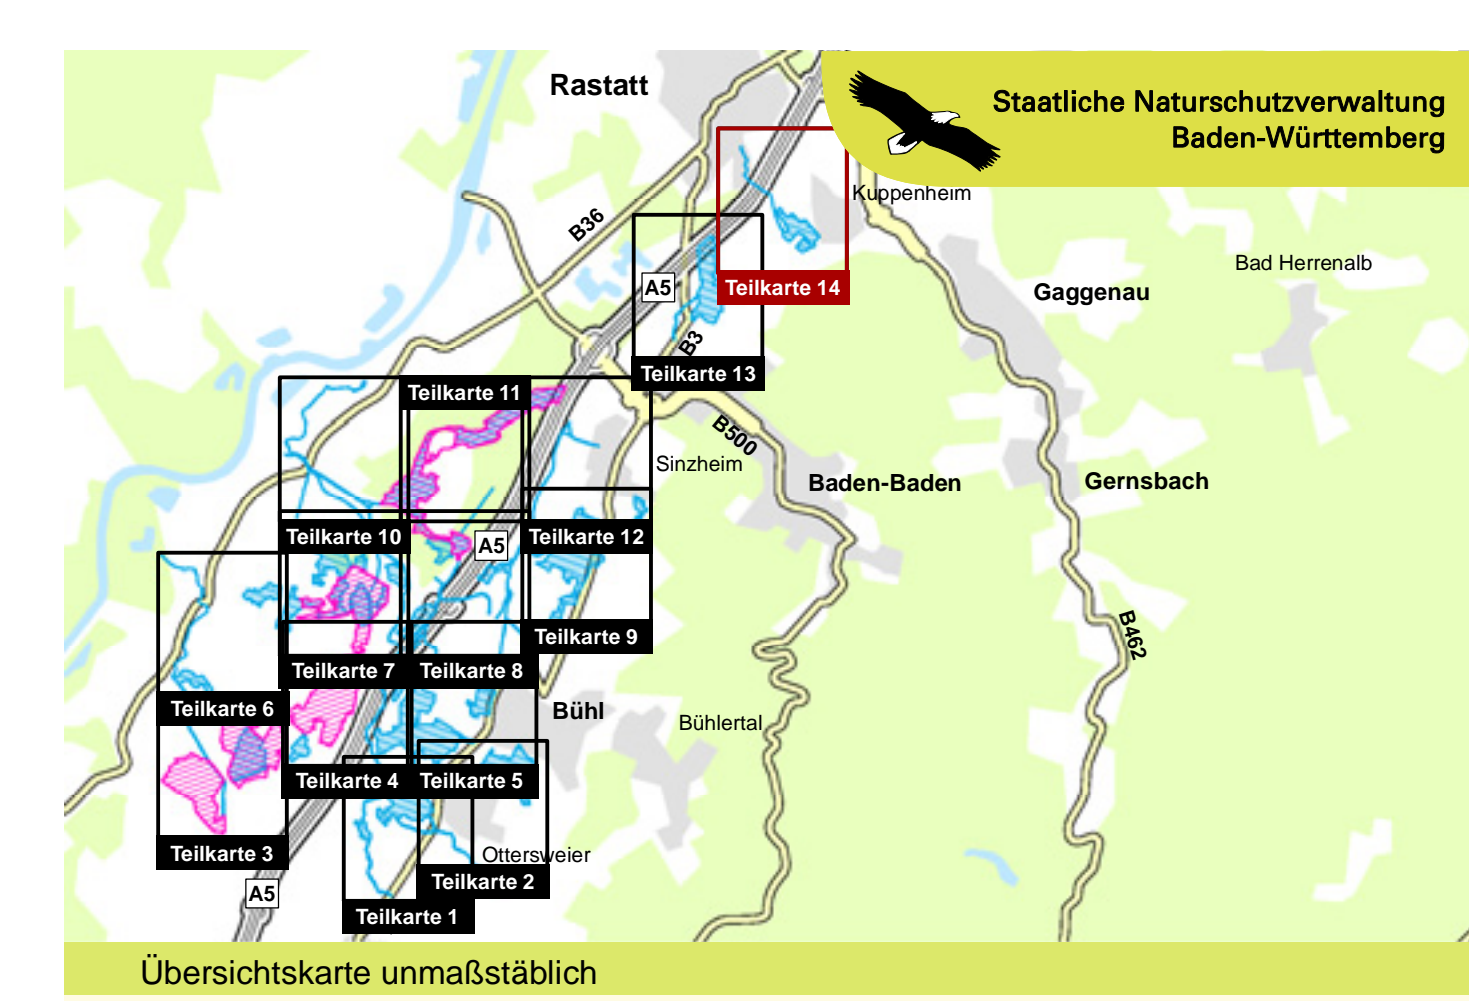 Rastatt
Staatliche Naturschutzverwaltung
Baden-Württemberg
Kuppenheim
B36
Bad Herrenalb
A5
Teilkarte 14
Gaggenau
B3
Teilkarte 13
Teilkarte 11
B500
Sinzheim
Baden-Baden
Gernsbach
Teilkarte 10
A5
Teilkarte 12
B462
Teilkarte 9
Teilkarte 7
Teilkarte 8
Teilkarte 6
Bühl
Bühlertal
Teilkarte 4
Teilkarte 5
Teilkarte 3
Ottersweier
Teilkarte 2
A5
Teilkarte 1
Übersichtskarte unmaßstäblich